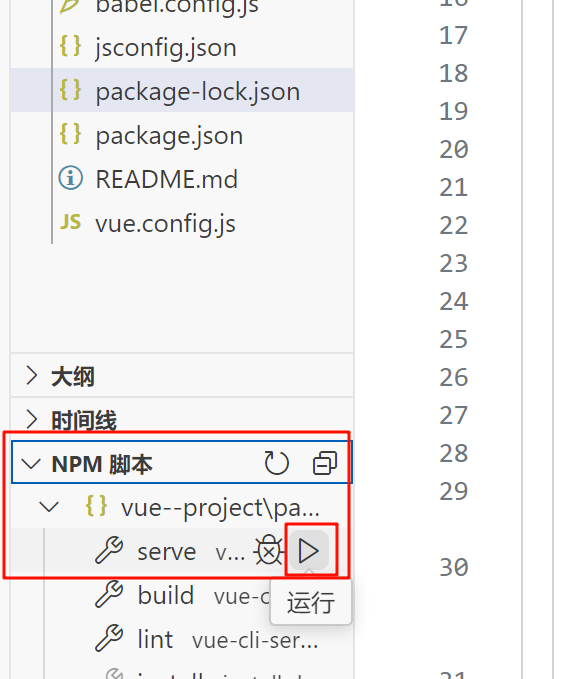 babel.config.js
{} jsconfig.json
{} package-lock.json
{} package.json
README.md
JS vue.config.js
大纲
时间线
NPM 脚本
{} vue--project\pa...
serve v...
build vue-c
运行
lint vue-cli-ser...
17
18
19
20
21
22
23
24
25
26
27
28
29
30